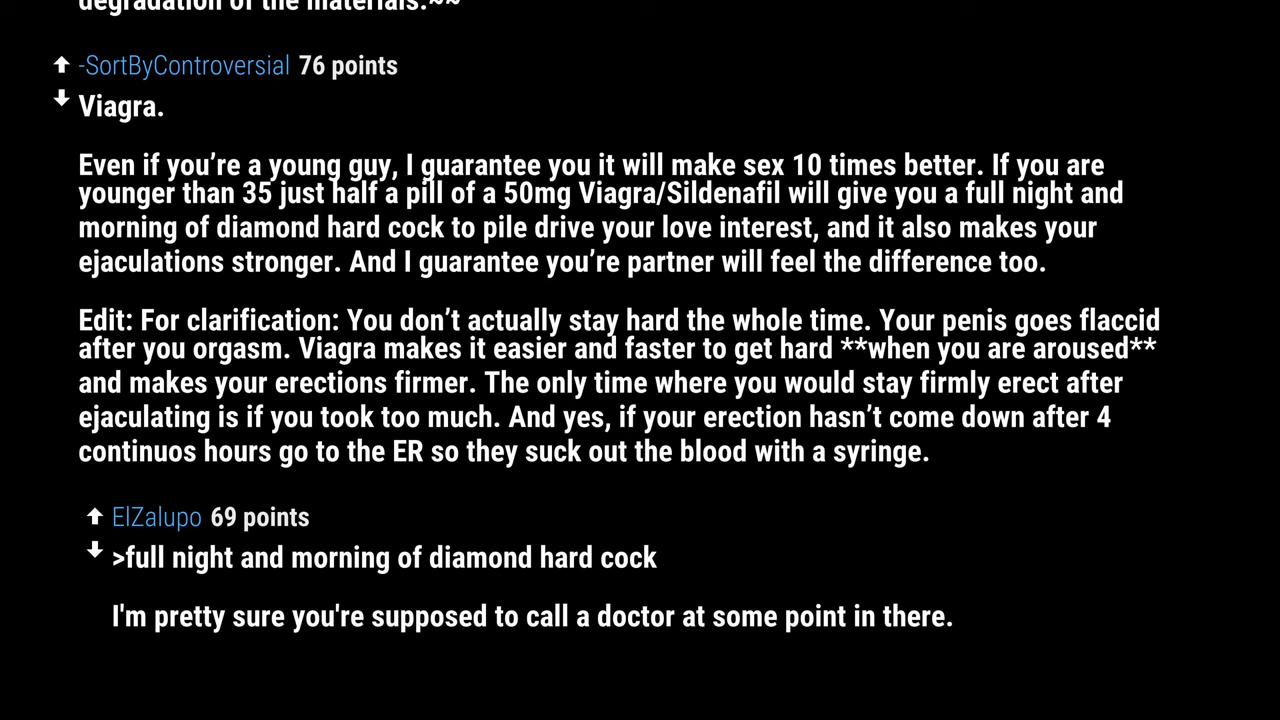 degradation of the materials.~~
-SortByControversial 76 points
Viagra.
Even if you’re a young guy, I guarantee you it will make sex 10 times better. If you are
younger than 35 just half a pill of a 50mg Viagra/Sildenafil will give you a full night and
morning of diamond hard cock to pile drive your love interest, and it also makes your
ejaculations stronger. And I guarantee you’re partner will feel the difference too.
Edit: For clarification: You don’t actually stay hard the whole time. Your penis goes flaccid
after you orgasm. Viagra makes it easier and faster to get hard **when you are aroused**
and makes your erections firmer. The only time where you would stay firmly erect after
ejaculating is if you took too much. And yes, if your erection hasn’t come down after 4
continuos hours go to the ER so they suck out the blood with a syringe.
ElZalupo 69 points
>full night and morning of diamond hard cock
I'm pretty sure you're supposed to call a doctor at some point in there.